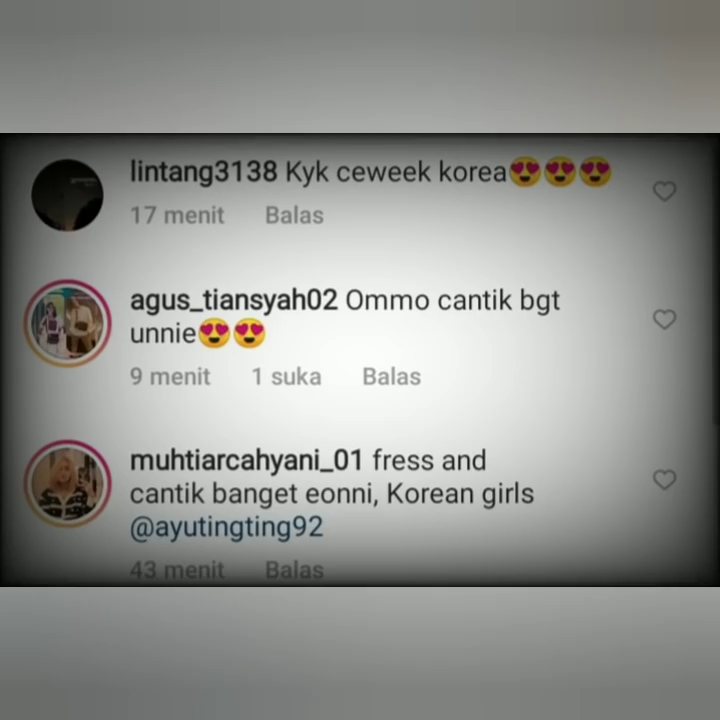 lintang3138 Kyk ceweek korea😍😍😍
17 menit Balas
agus_tiansyah02 Ommo cantik bgt
unnie😍😍
9 menit 1 suka Balas
muhtiarcahyani_01 fress and
cantik banget eonni, Korean girls
@ayutingting92
43 menit Balas